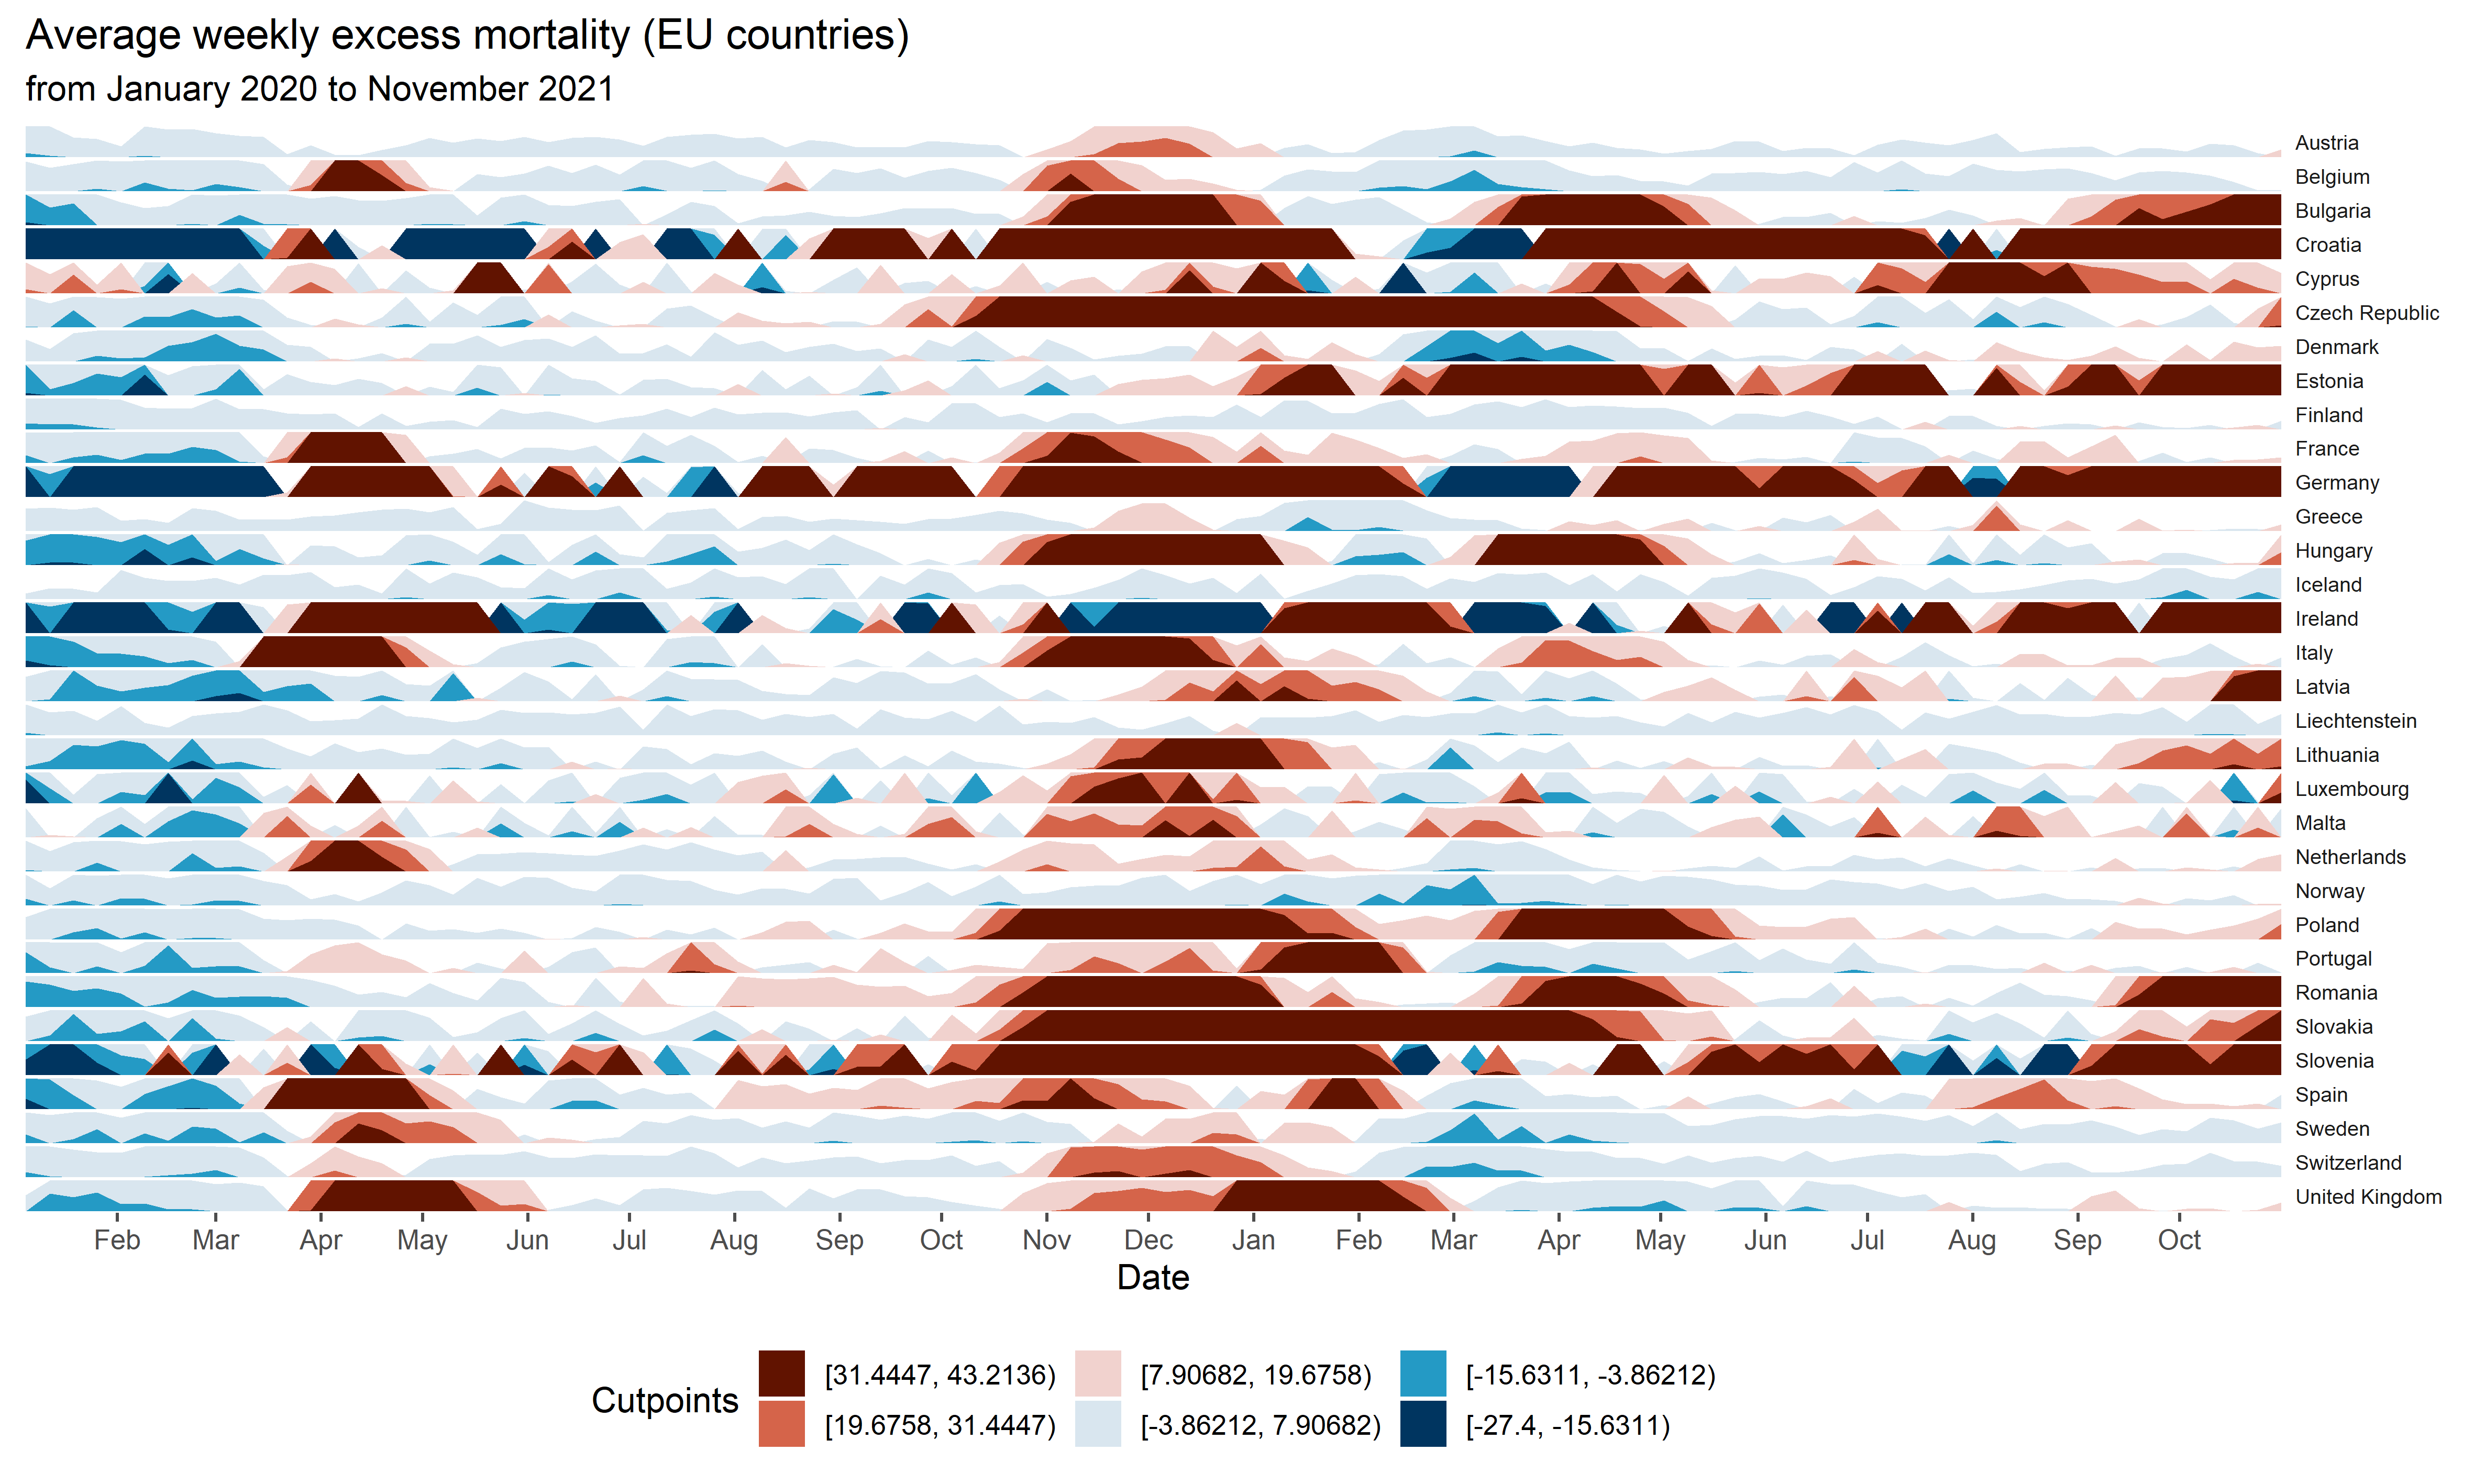 Average weekly excess mortality (EU countries)
from January 2020 to November 2021
Austria
Belgium
Bulgaria
Croatia
Cyprus
Czech Republic
Denmark
Estonia
Finland
France
Germany
Greece
Hungary
Iceland
Ireland
Italy
Latvia
Liechtenstein
Lithuania
Luxembourg
Malta
Netherlands
Norway
Poland
Portugal
Romania
Slovakia
Slovenia
Spain
Sweden
Switzerland
United Kingdom
Feb Mar Apr May Jun Jul Aug Sep Oct Nov Dec Jan Feb Mar Apr May Jun Jul Aug Sep Oct
Date
Cutpoints
[31.4447, 43.2136) [7.90682, 19.6758) [-15.6311, -3.86212)
[19.6758, 31.4447) [-3.86212, 7.90682) [-27.4, -15.6311)